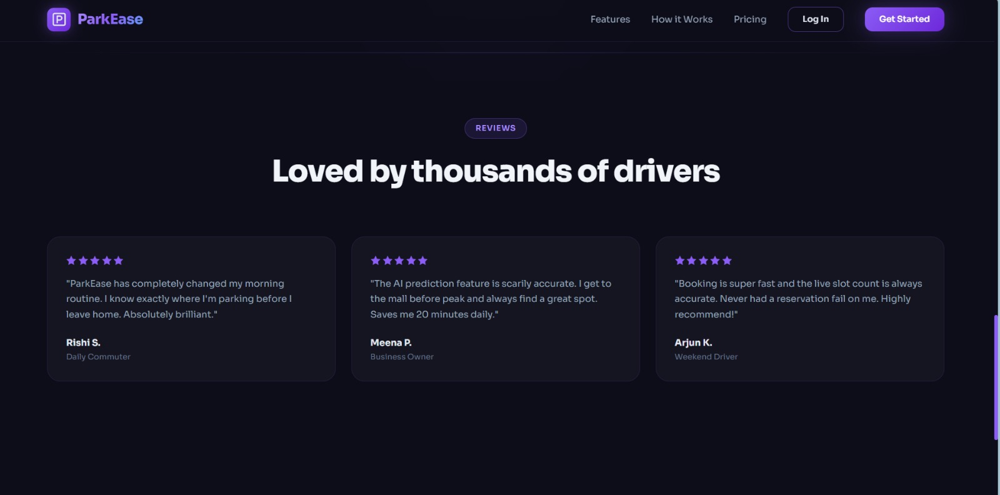 P ParkEase
Features How it Works Pricing Log In Get Started
REVIEWS
Loved by thousands of drivers
"ParkEase has completely changed my morning
routine. I know exactly where I'm parking before I
leave home. Absolutely brilliant."
Rishi S.
Daily Commuter
"The AI prediction feature is scarily accurate. I get to
the mall before peak and always find a great spot.
Saves me 20 minutes daily."
Meena P.
Business Owner
"Booking is super fast and the live slot count is always
accurate. Never had a reservation fail on me. Highly
recommend!"
Arjun K.
Weekend Driver